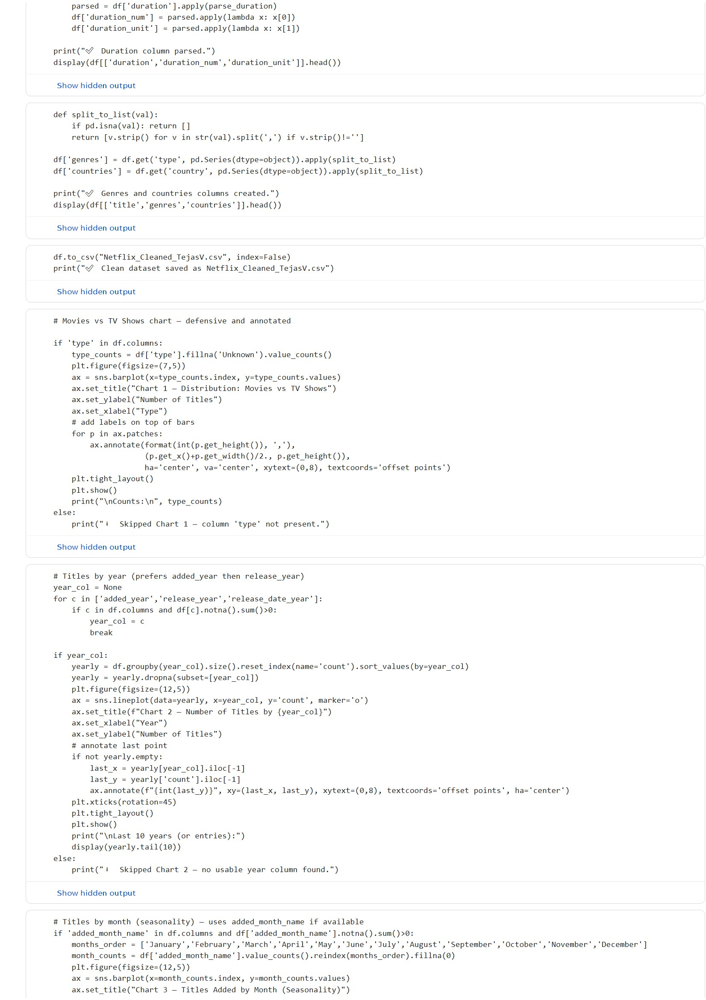 parsed = df['duration'].apply(parse_duration)
    df['duration_num'] = parsed.apply(lambda x: x[0])
    df['duration_unit'] = parsed.apply(lambda x: x[1])

print("✅ Duration column parsed.")
display(df[['duration','duration_num','duration_unit']].head())
Show hidden output
def split_to_list(val):
    if pd.isna(val): return []
    return [v.strip() for v in str(val).split(',') if v.strip()!='']

df['genres'] = df.get('type', pd.Series(dtype=object)).apply(split_to_list)
df['countries'] = df.get('country', pd.Series(dtype=object)).apply(split_to_list)

print("✅ Genres and countries columns created.")
display(df[['title','genres','countries']].head())
Show hidden output
df.to_csv("Netflix_Cleaned_TejasV.csv", index=False)
print("✅ Clean dataset saved as Netflix_Cleaned_TejasV.csv")
Show hidden output
# Movies vs TV Shows chart — defensive and annotated

if 'type' in df.columns:
    type_counts = df['type'].fillna('Unknown').value_counts()
    plt.figure(figsize=(7,5))
    ax = sns.barplot(x=type_counts.index, y=type_counts.values)
    ax.set_title("Chart 1 — Distribution: Movies vs TV Shows")
    ax.set_ylabel("Number of Titles")
    ax.set_xlabel("Type")
    # add labels on top of bars
    for p in ax.patches:
        ax.annotate(format(int(p.get_height()), ','),
                    (p.get_x()+p.get_width()/2., p.get_height()),
                    ha='center', va='center', xytext=(0,8), textcoords='offset points')
    plt.tight_layout()
    plt.show()
    print("\nCounts:\n", type_counts)
else:
    print("ℹ Skipped Chart 1 — column 'type' not present.")
Show hidden output
# Titles by year (prefers added_year then release_year)
year_col = None
for c in ['added_year','release_year','release_date_year']:
    if c in df.columns and df[c].notna().sum()>0:
        year_col = c
        break

if year_col:
    yearly = df.groupby(year_col).size().reset_index(name='count').sort_values(by=year_col)
    yearly = yearly.dropna(subset=[year_col])
    plt.figure(figsize=(12,5))
    ax = sns.lineplot(data=yearly, x=year_col, y='count', marker='o')
    ax.set_title(f"Chart 2 — Number of Titles by {year_col}")
    ax.set_xlabel("Year")
    ax.set_ylabel("Number of Titles")
    # annotate last point
    if not yearly.empty:
        last_x = yearly[year_col].iloc[-1]
        last_y = yearly['count'].iloc[-1]
        ax.annotate(f"{int(last_y)}", xy=(last_x, last_y), xytext=(0,8), textcoords='offset points', ha='center')
    plt.xticks(rotation=45)
    plt.tight_layout()
    plt.show()
    print("\nLast 10 years (or entries):")
    display(yearly.tail(10))
else:
    print("ℹ Skipped Chart 2 — no usable year column found.")
Show hidden output
# Titles by month (seasonality) — uses added_month_name if available
if 'added_month_name' in df.columns and df['added_month_name'].notna().sum()>0:
    months_order = ['January','February','March','April','May','June','July','August','September','October','November','December']
    month_counts = df['added_month_name'].value_counts().reindex(months_order).fillna(0)
    plt.figure(figsize=(12,5))
    ax = sns.barplot(x=month_counts.index, y=month_counts.values)
    ax.set_title("Chart 3 — Titles Added by Month (Seasonality)")